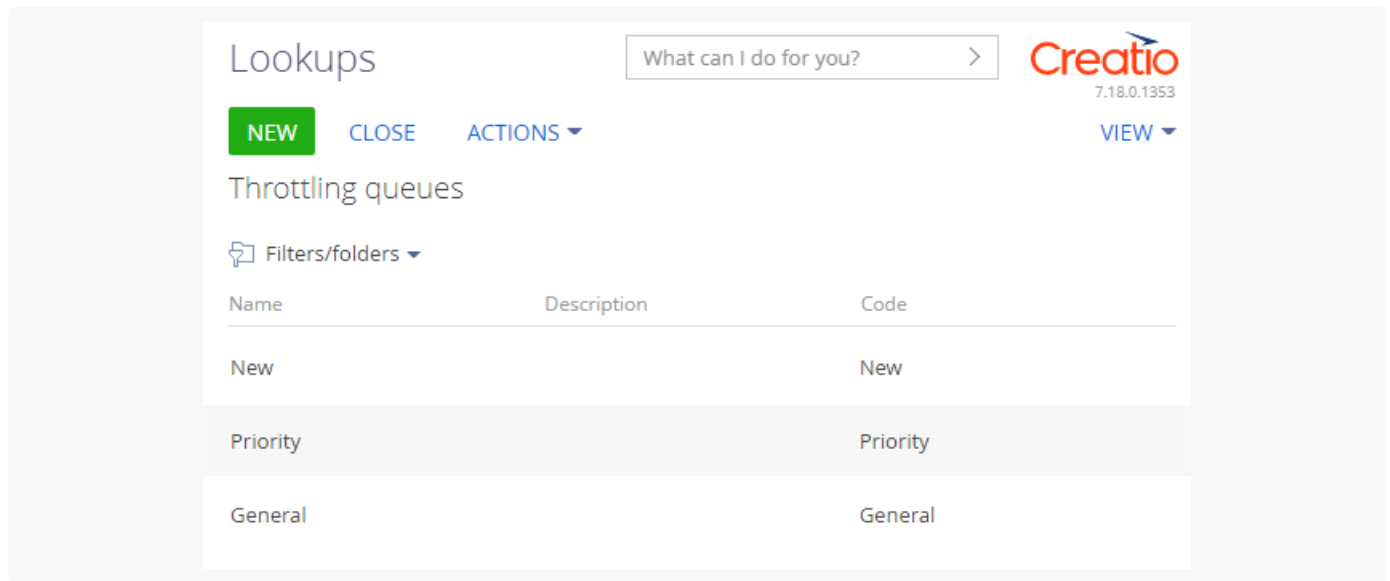 Lookups
What can I do for you?
Creatio
7.18.0.1353
NEW CLOSE ACTIONS VIEW
Throttling queues
Filters/folders
Name Description Code
New New
Priority Priority
General General